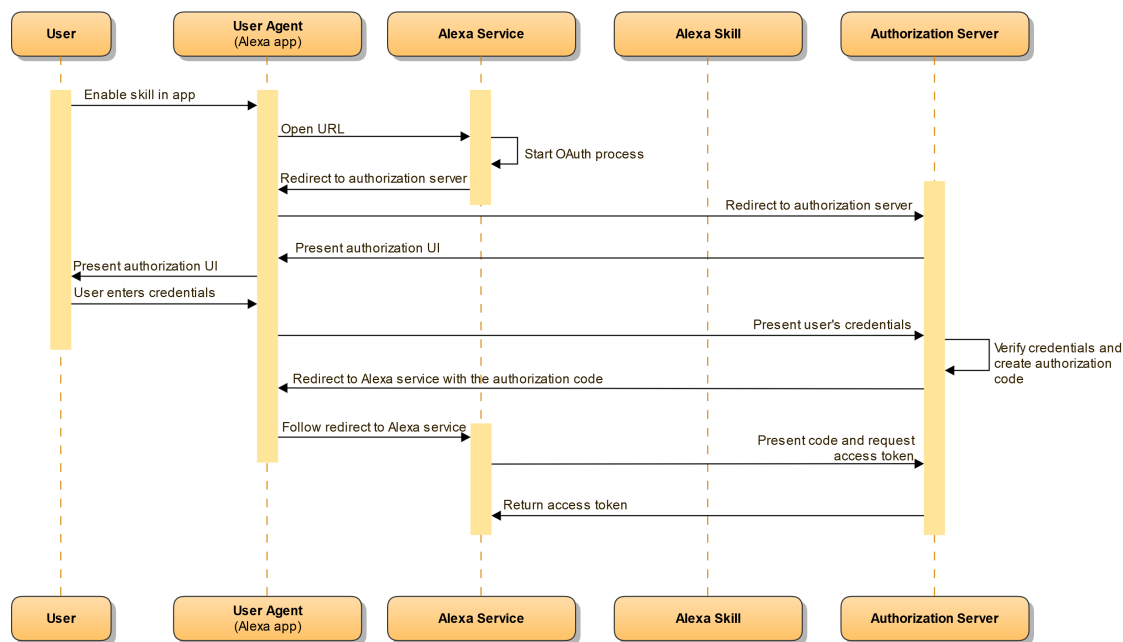 User
User Agent
(Alexa app)
Alexa Service
Alexa Skill
Authorization Server
Enable skill in app
Open URL
Start OAuth process
Redirect to authorization server
Redirect to authorization server
Present authorization UI
Present authorization UI
User enters credentials
Present user's credentials
Verify credentials and
create authorization
code
Redirect to Alexa service with the authorization code
Follow redirect to Alexa service
Present code and request
access token
Return access token
User
User Agent
(Alexa app)
Alexa Service
Alexa Skill
Authorization Server